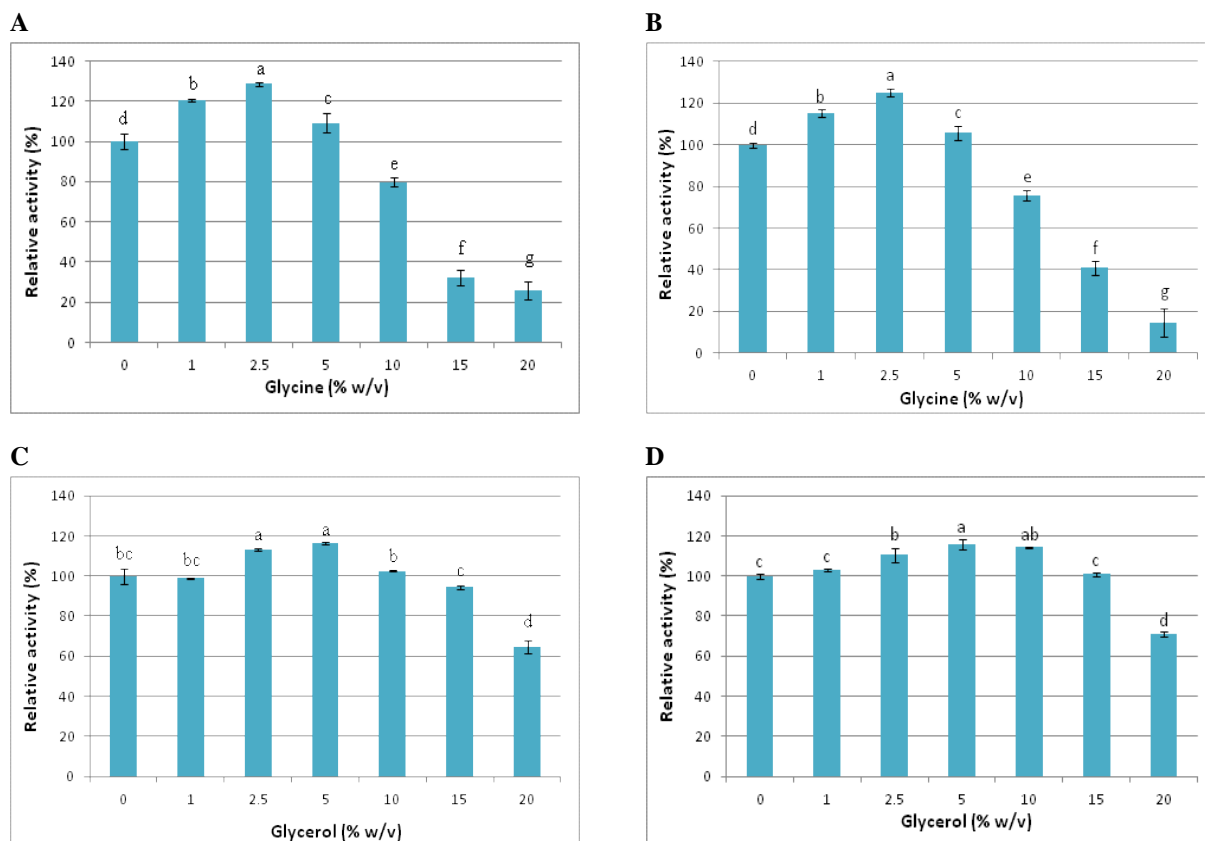 A
Relative activity (%)
140
120
100
80
60
40
20
0
d
b
a
c
e
f
g
0 1 2.5 5 10 15 20
Glycine (% w/v)
B
Relative activity (%)
140
120
100
80
60
40
20
0
d
b
a
c
e
f
g
0 1 2.5 5 10 15 20
Glycine (% w/v)
C
Relative activity (%)
140
120
100
80
60
40
20
0
bc
bc
a
a
b
c
d
0 1 2.5 5 10 15 20
Glycerol (% w/v)
D
Relative activity (%)
140
120
100
80
60
40
20
0
c
c
b
a
ab
c
d
0 1 2.5 5 10 15 20
Glycerol (% w/v)